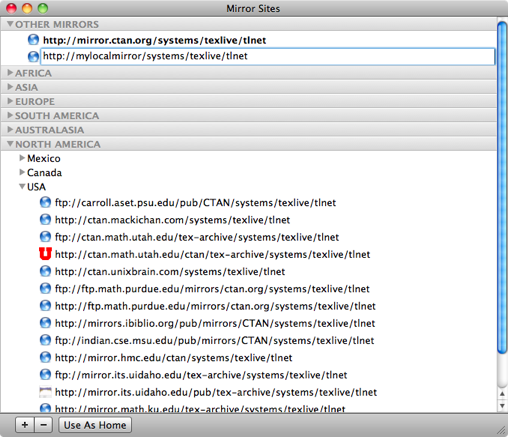 Mirror Sites
OTHER MIRRORS
http://mirror.ctan.org/systems/texlive/tlnet
http://mylocalmirror/systems/texlive/tlnet
AFRICA
ASIA
EUROPE
SOUTH AMERICA
AUSTRALASIA
NORTH AMERICA
Mexico
Canada
USA
ftp://carroll.aset.psu.edu/pub/CTAN/systems/texlive/tlnet
http://ctan.mackichan.com/systems/texlive/tlnet
ftp://ctan.math.utah.edu/tex-archive/systems/texlive/tlnet
http://ctan.math.utah.edu/ctan/tex-archive/systems/texlive/tlnet
http://ctan.unixbrain.com/systems/texlive/tlnet
ftp://ftp.math.purdue.edu/mirrors/ctan.org/systems/texlive/tlnet
http://ftp.math.purdue.edu/mirrors/ctan.org/systems/texlive/tlnet
http://mirrors.ibiblio.org/pub/mirrors/CTAN/systems/texlive/tlnet
ftp://indian.cse.msu.edu/pub/mirrors/CTAN/systems/texlive/tlnet
http://mirror.hmc.edu/ctan/systems/texlive/tlnet
ftp://mirror.its.uidaho.edu/pub/tex-archive/systems/texlive/tlnet
http://mirror.its.uidaho.edu/pub/tex-archive/systems/texlive/tlnet
http://mirror.math.ku.edu/tex-archive/systems/texlive/tlnet
+ − Use As Home